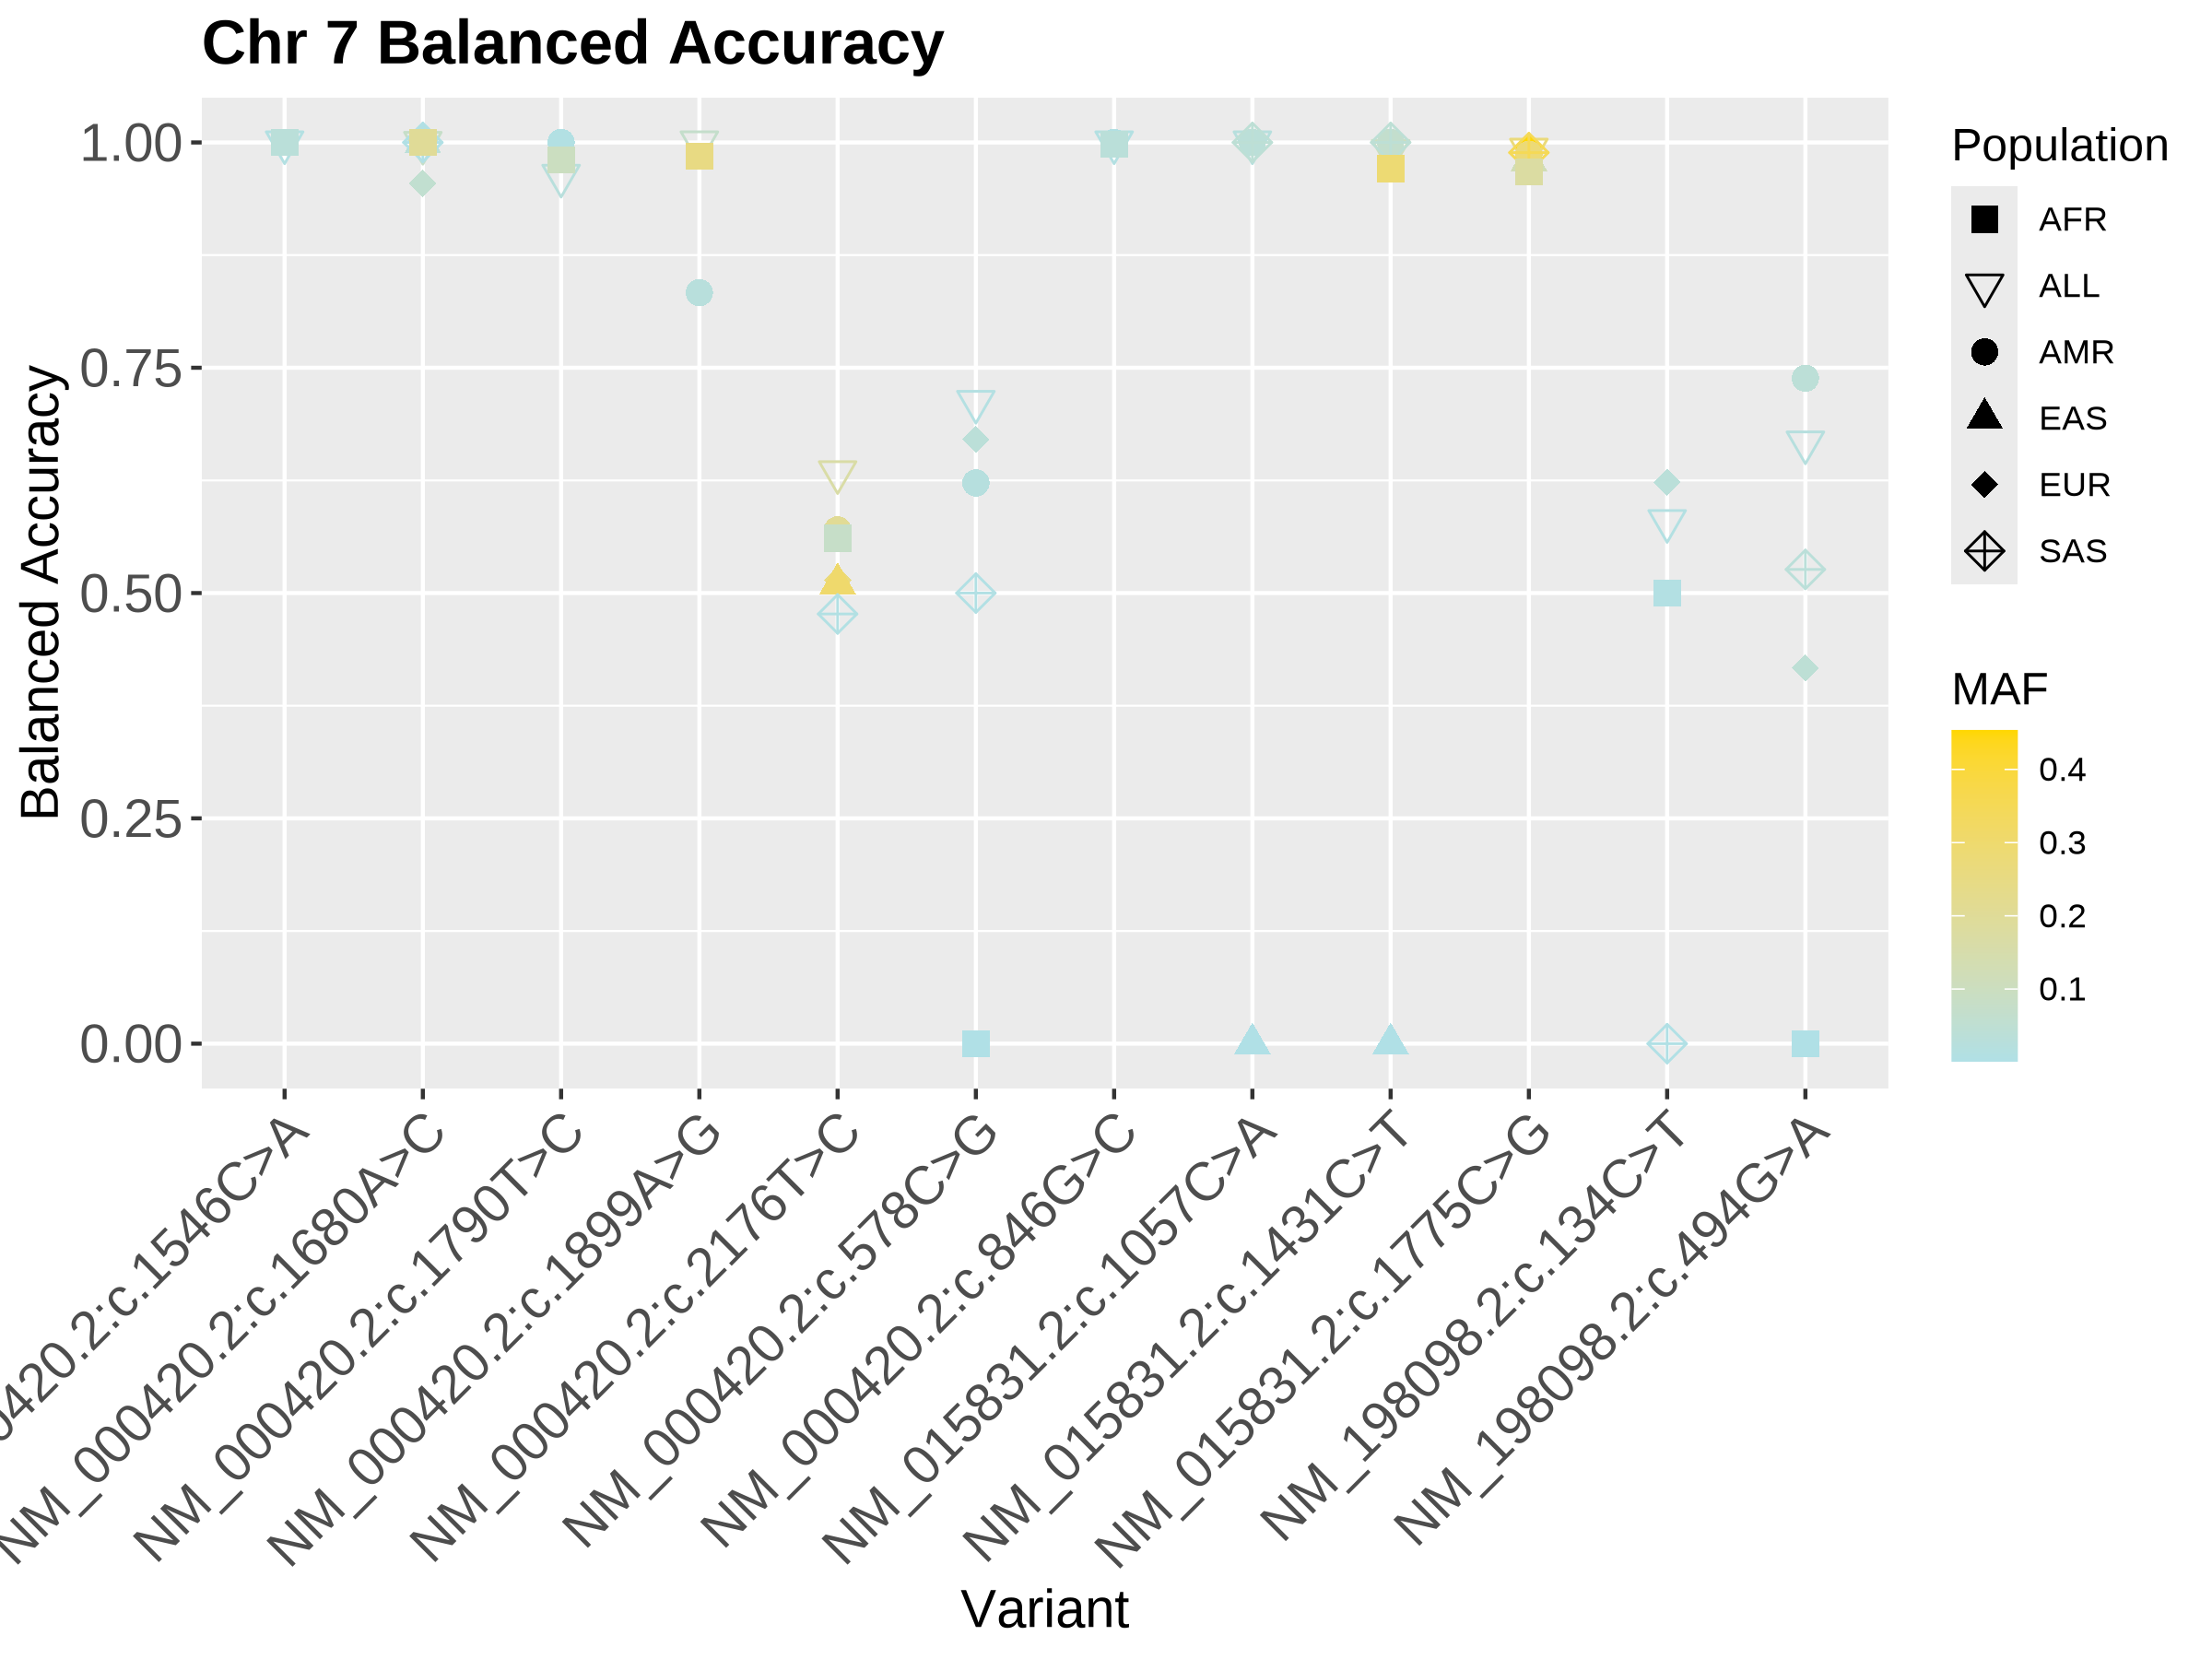 Chr 7 Balanced Accuracy
Balanced Accuracy
1.00
0.75
0.50
0.25
0.00
0420.2:c.1546C>A
NM_000420.2:c.1680A>C
NM_000420.2:c.1790T>C
NM_000420.2:c.1899A>G
NM_000420.2:c.2176T>C
NM_000420.2:c.578C>G
NM_000420.2:c.846G>C
NM_015831.2:c.1057C>A
NM_015831.2:c.1431C>T
NM_015831.2:c.1775C>G
NM_198098.2:c.134C>T
NM_198098.2:c.494G>A
Variant
Population
AFR
ALL
AMR
EAS
EUR
SAS
MAF
0.4
0.3
0.2
0.1